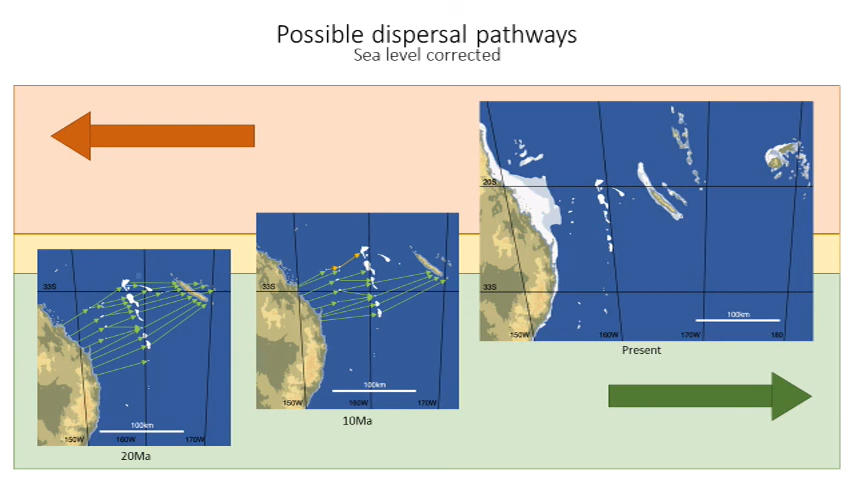 Possible dispersal pathways
Sea level corrected
20S
33S
100km
150W
160W
170W
180
Present
33S
100km
150W
160W
170W
10Ma
33S
100km
150W
160W
170W
20Ma